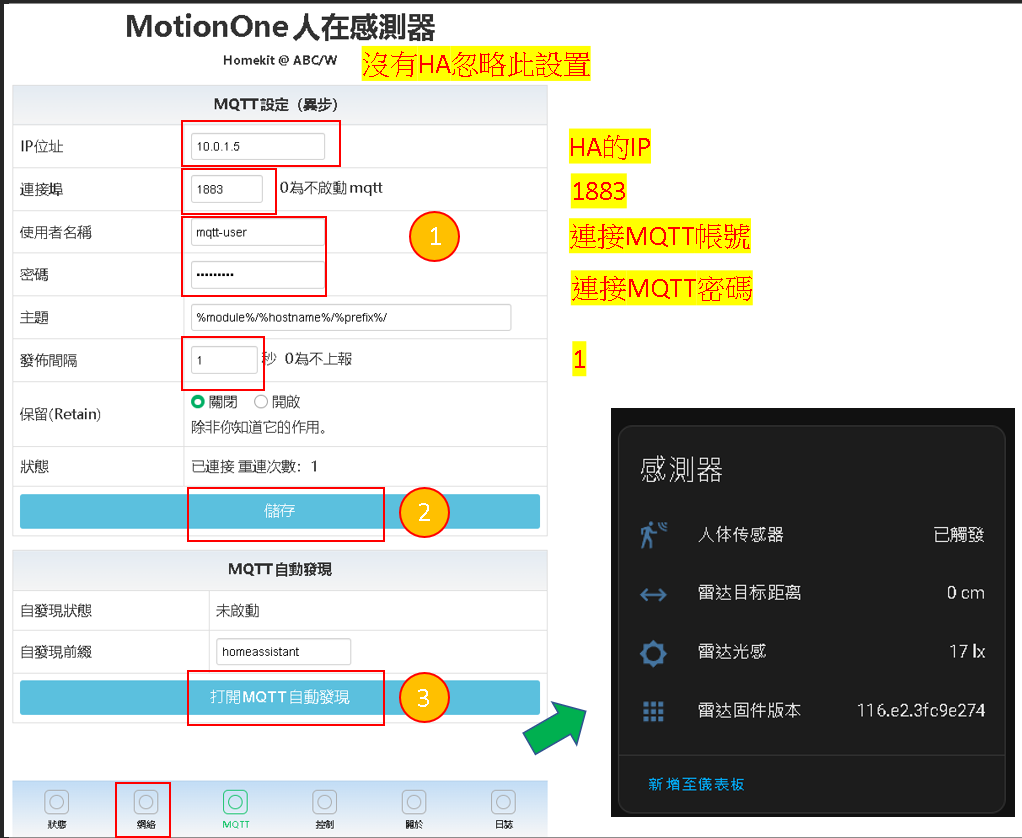 MotionOne人在感測器
Homekit @ ABC/W
沒有HA忽略此設置
MQTT設定（異步）
IP位址 10.0.1.5 HA的IP
連接埠 1883 0為不啟動mqtt 1883
使用者名稱 mqtt-user 1 連接MQTT帳號
密碼 ••••••••• 連接MQTT密碼
主題 %module%/%hostname%/%prefix%/
發佈間隔 1 秒 0為不上報 1
保留(Retain) 關閉 開啟
除非你知道它的作用。
狀態 已連接 重連次數: 1
儲存 2
MQTT自動發現
自發現狀態 未啟動
自發現前綴 homeassistant
打開MQTT自動發現 3
感測器
人体传感器 已觸發
雷达目标距离 0 cm
雷达光感 17 lx
雷达固件版本 116.e2.3fc9e274
新增至儀表板
狀態 網絡 MQTT 控制 關於 日誌